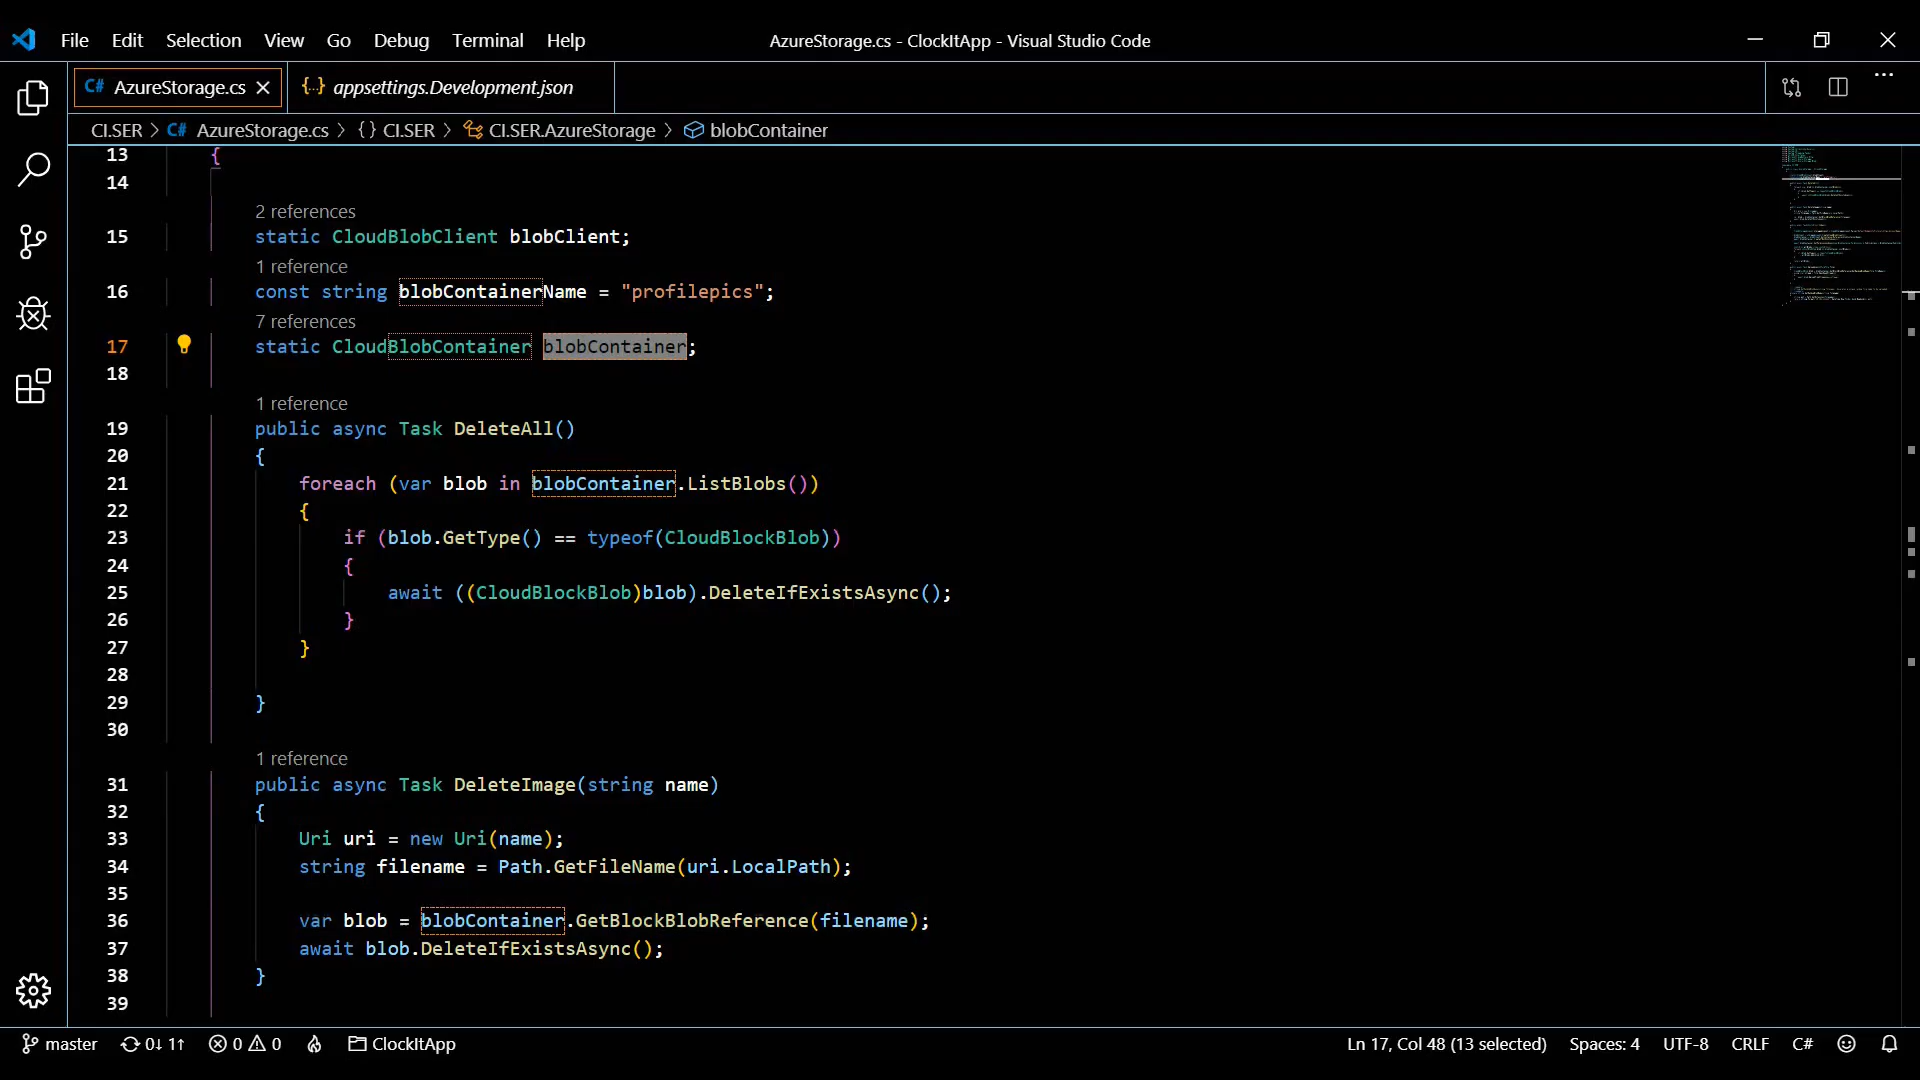 File Edit Selection View Go Debug Terminal Help AzureStorage.cs - ClockItApp - Visual Studio Code
C# AzureStorage.cs {..} appsettings.Development.json
CI.SER > C# AzureStorage.cs > {} CI.SER > CI.SER.AzureStorage > blobContainer
13 {
14
2 references
15 static CloudBlobClient blobClient;
1 reference
16 const string blobContainerName = "profilepics";
7 references
17 static CloudBlobContainer blobContainer;
18
1 reference
19 public async Task DeleteAll()
20 {
21 foreach (var blob in blobContainer.ListBlobs())
22 {
23 if (blob.GetType() == typeof(CloudBlockBlob))
24 {
25 await ((CloudBlockBlob)blob).DeleteIfExistsAsync();
26 }
27 }
28
29 }
30
1 reference
31 public async Task DeleteImage(string name)
32 {
33 Uri uri = new Uri(name);
34 string filename = Path.GetFileName(uri.LocalPath);
35
36 var blob = blobContainer.GetBlockBlobReference(filename);
37 await blob.DeleteIfExistsAsync();
38 }
39
master 0↓ 1↑ 0 0 ClockItApp Ln 17, Col 48 (13 selected) Spaces: 4 UTF-8 CRLF C#